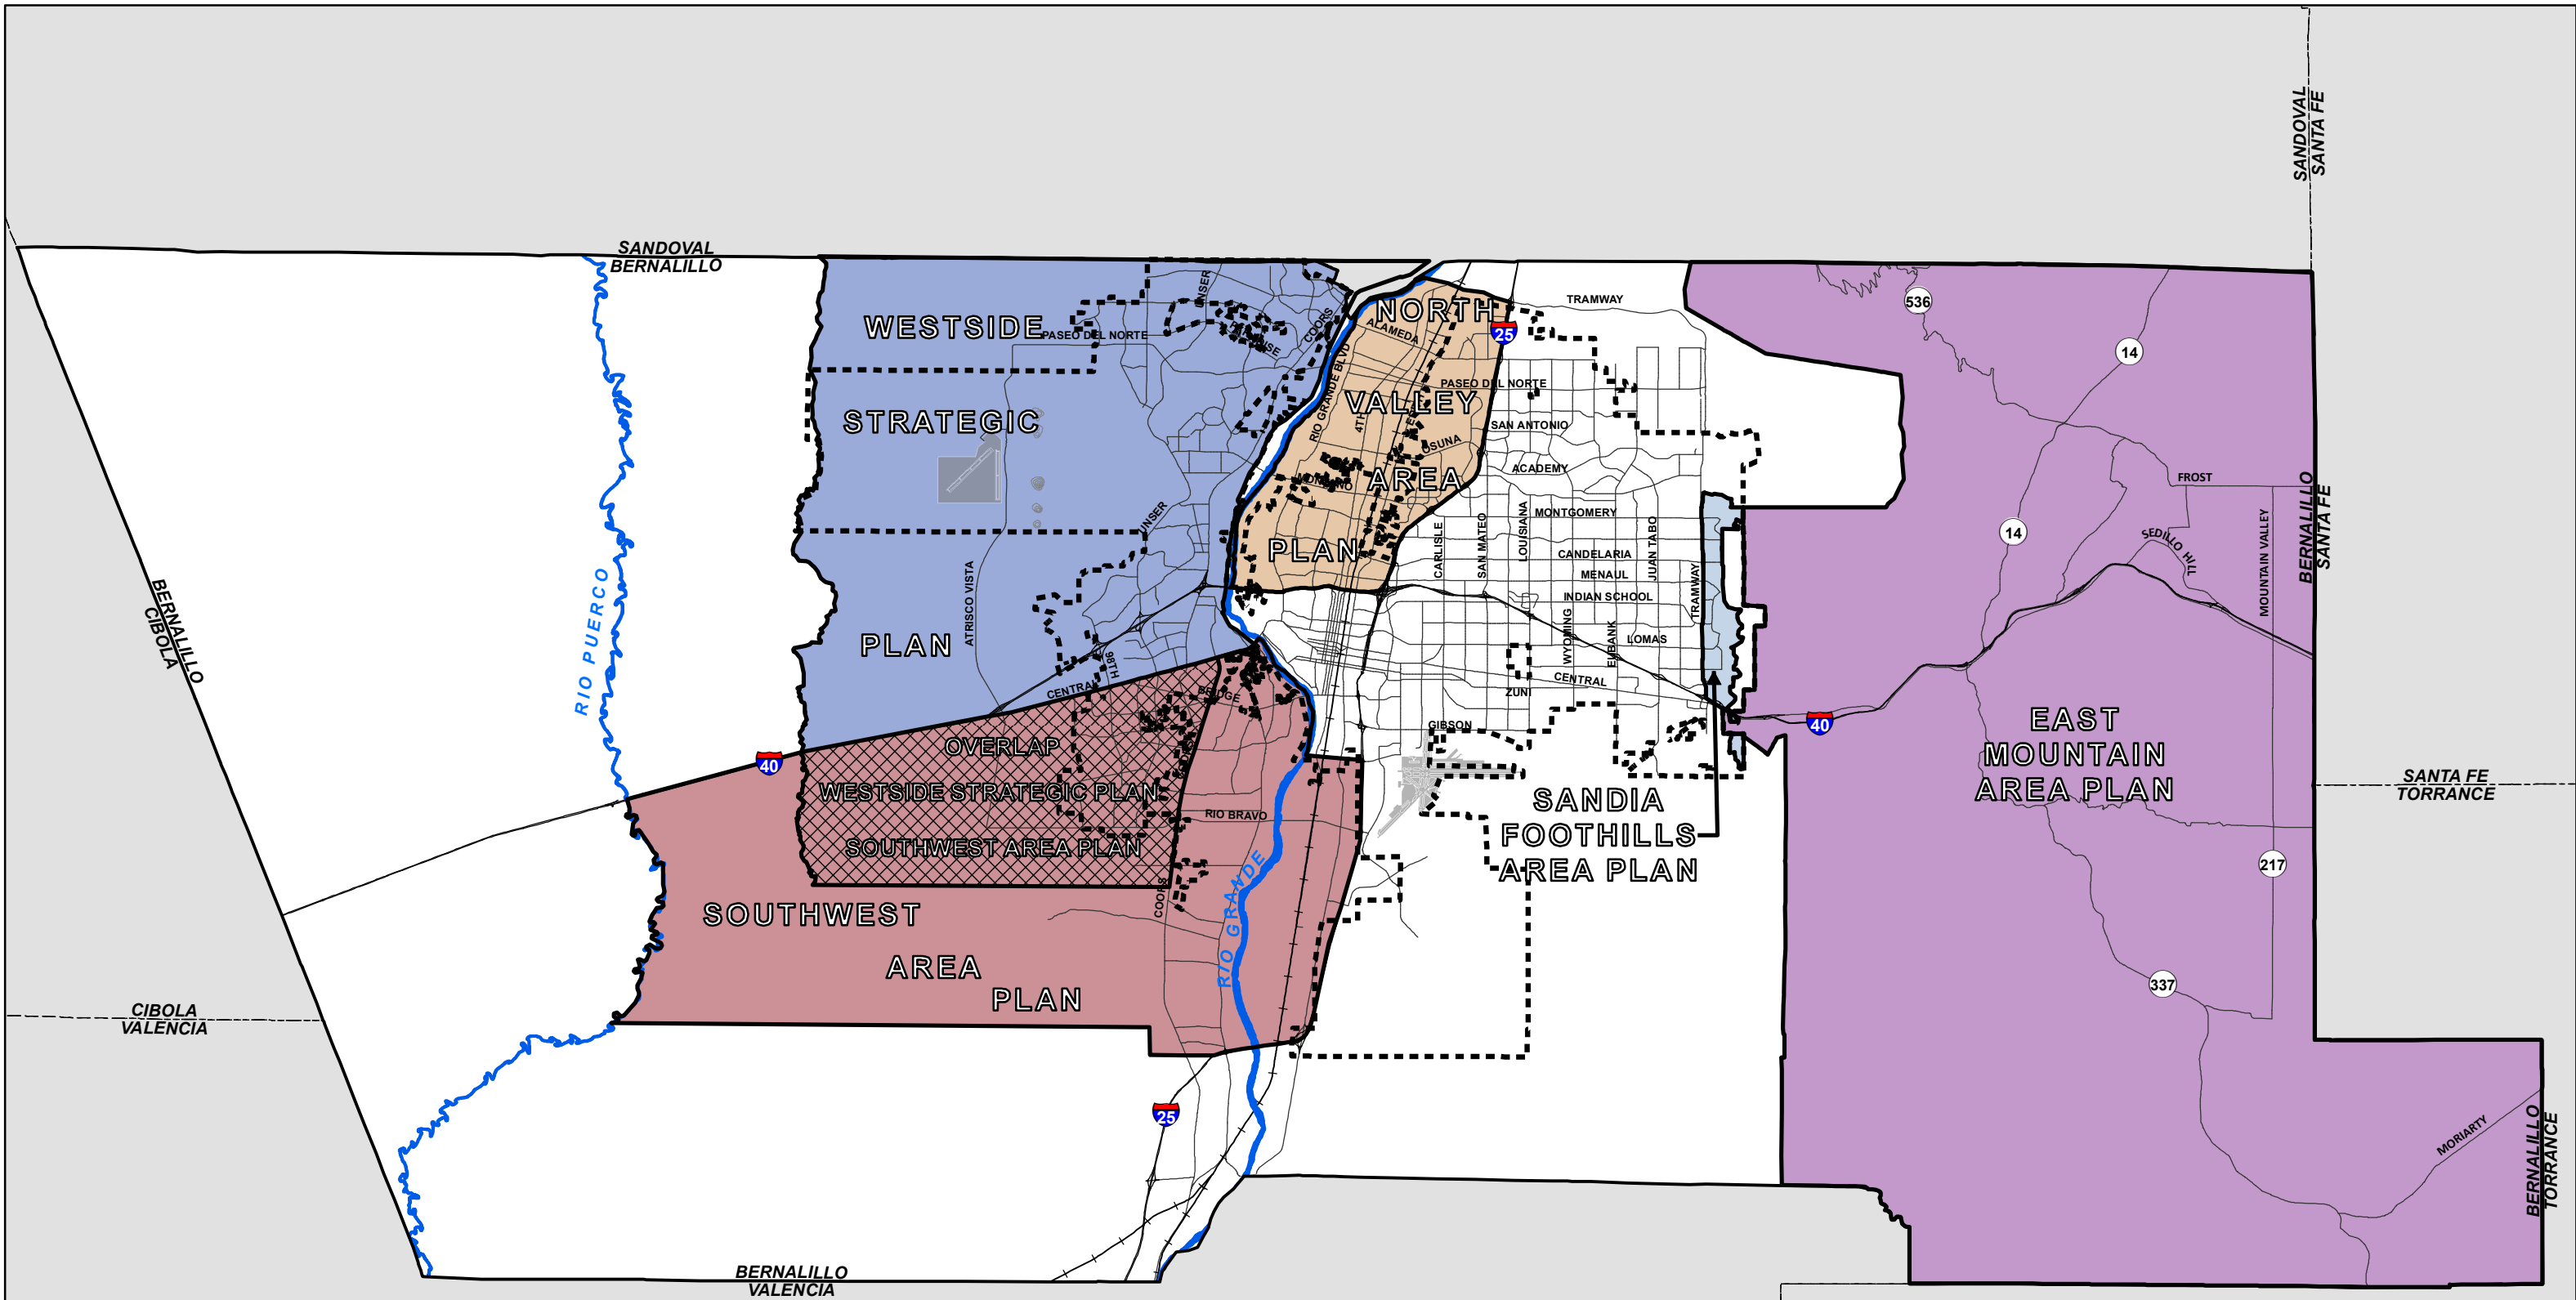 SANDOVAL
SANTA FE
SANDOVAL
BERNALILLO
WESTSIDE
STRATEGIC
PLAN
PASEO DEL NORTE
UNSER
COORS
UNSER
ATRISCO VISTA
98TH
CENTRAL
NORTH
VALLEY
AREA
PLAN
ALAMEDA
RIO GRANDE BLVD
4TH
OSUNA
PASEO DEL NORTE
25
TRAMWAY
SAN ANTONIO
ACADEMY
MONTGOMERY
CANDELARIA
MENAUL
INDIAN SCHOOL
LOMAS
CENTRAL
ZUNI
GIBSON
CARLISLE
SAN MATEO
LOUISIANA
WYOMING
EUBANK
JUAN TABO
TRAMWAY
536
14
14
FROST
SEDILLO HILL
MOUNTAIN VALLEY
BERNALILLO
SANTA FE
BERNALILLO
CIBOLA
RIO PUERCO
40
40
OVERLAP
WESTSIDE STRATEGIC PLAN
SOUTHWEST AREA PLAN
BRIDGE
RIO BRAVO
COORS
RIO GRANDE
SOUTHWEST
AREA
PLAN
SANDIA
FOOTHILLS
AREA PLAN
EAST
MOUNTAIN
AREA PLAN
SANTA FE
TORRANCE
217
337
MORIARTY
CIBOLA
VALENCIA
25
BERNALILLO
TORRANCE
BERNALILLO
VALENCIA